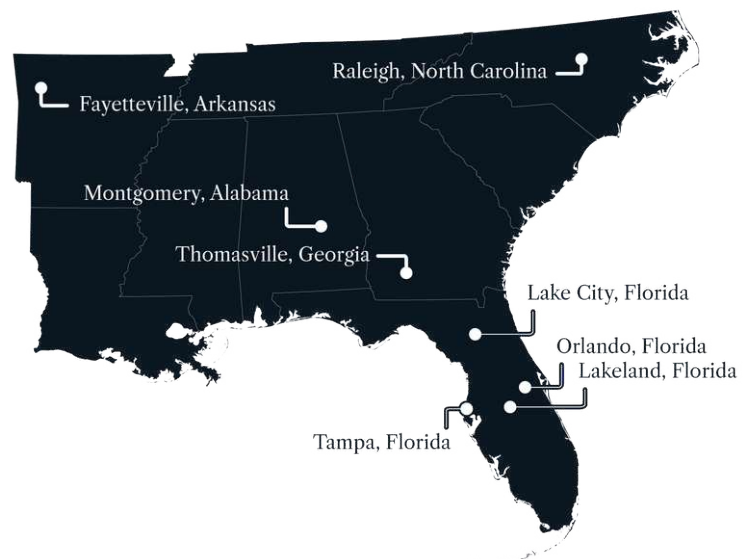 Raleigh, North Carolina
Fayetteville, Arkansas
Montgomery, Alabama
Thomasville, Georgia
Lake City, Florida
Orlando, Florida
Lakeland, Florida
Tampa, Florida